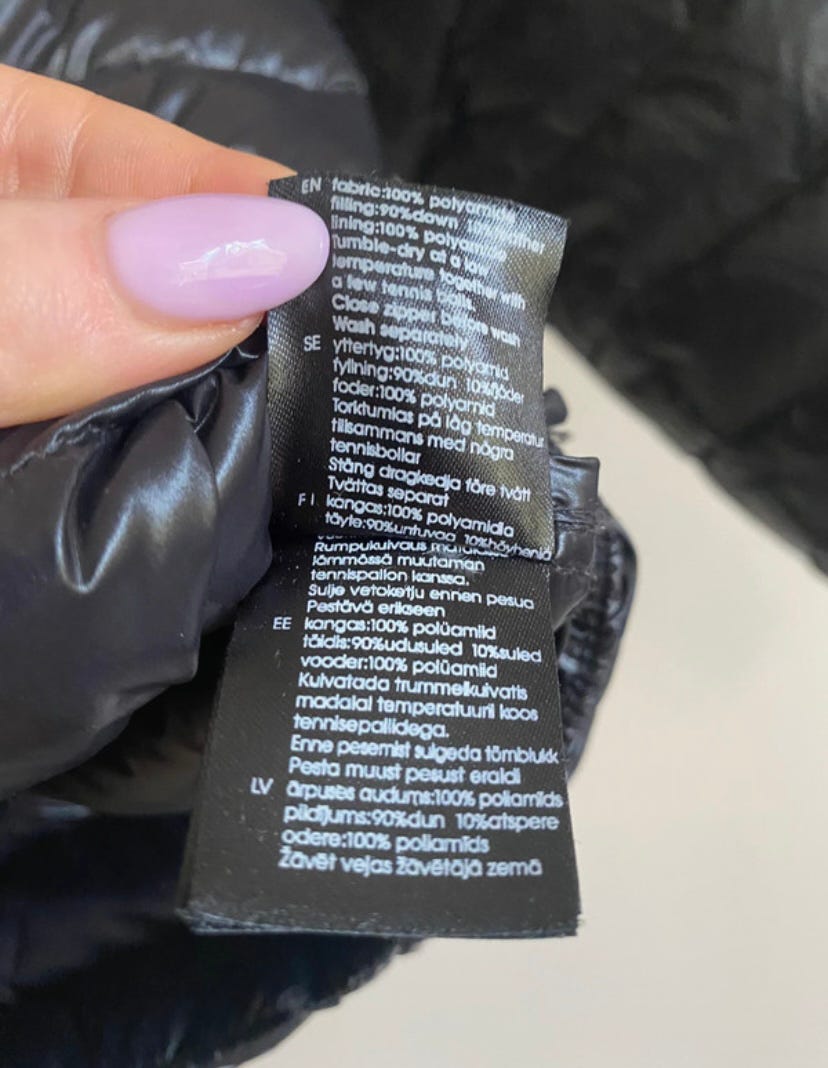 EN fabric:100% polyamide
filling:90%down
lining:100% polyamide
Tumble-dry at a low
temperature together with
a few tennis balls.
Close zipper before wash
Wash separately
SE yttertyg:100% polyamid
fyllning:90%dun 10%fjäder
foder:100% polyamid
Torktumlas på låg temperatur
tillsammans med några
tennisbollar
Stäng dragkedja före tvätt
Tvättas separat
FI kangas:100% polyamidia
täyte:90%untuvaa 10%höyheniä
Rumpukuivaus
lämmössä muutaman
tennispallon kanssa.
Sulje vetoketju ennen pesua
Pestävä erikseen
EE kangas:100% polüamiid
täidis:90%udusuled 10%suled
vooder:100% polüamiid
Kuivatada trummelkuivatis
madalal temperatuuril koos
tennisepallidega.
Enne pesemist sulgeda tõmblukk
Pesta muust pesust eraldi
LV ārpuses audums:100% poliamīds
pildījums:90%dun 10%atspere
odere:100% poliamīds
Žāvēt veļas žāvētājā zemā